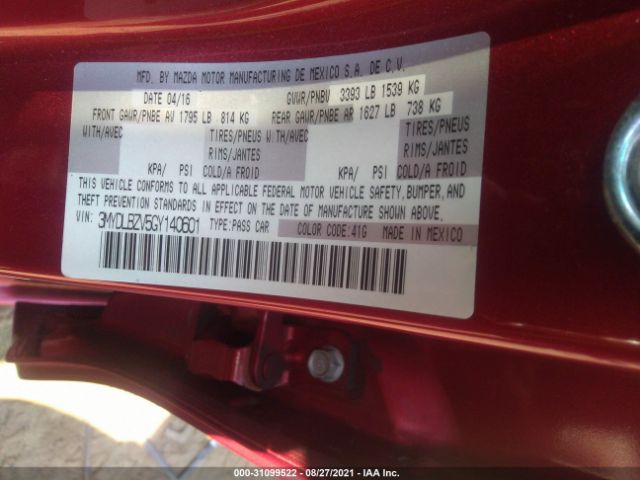 MFD. BY MAZDA MOTOR MANUFACTURING DE MEXICO S.A. DE C.V.
DATE 04/16 GVWR/PNBV 3393 LB 1539 KG
FRONT GAWR/PNBE AV 1795 LB 814 KG REAR GAWR/PNBE AR 1627 LB 738 KG
WITH/AVEC TIRES/PNEUS WITH/AVEC TIRES/PNEUS
RIMS/JANTES RIMS/JANTES
KPA/ PSI COLD/A FROID KPA/ PSI COLD/A FROID
THIS VEHICLE CONFORMS TO ALL APPLICABLE FEDERAL MOTOR VEHICLE SAFETY, BUMPER, AND
THEFT PREVENTION STANDARDS IN EFFECT ON THE DATE OF MANUFACTURE SHOWN ABOVE.
VIN: 3MYDLBZV5GY140601 TYPE:PASS CAR COLOR CODE:41G MADE IN MEXICO
000-31099522 - 08/27/2021 - IAA Inc.